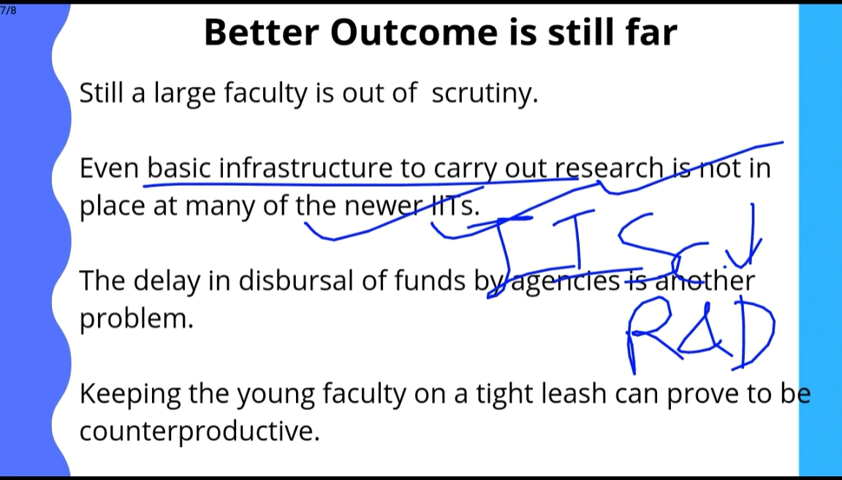 7/8
Better Outcome is still far
Still a large faculty is out of scrutiny.
Even basic infrastructure to carry out research is not in
place at many of the newer IITs.
The delay in disbursal of funds by agencies is another
problem.
R&D
Keeping the young faculty on a tight leash can prove to be
counterproductive.